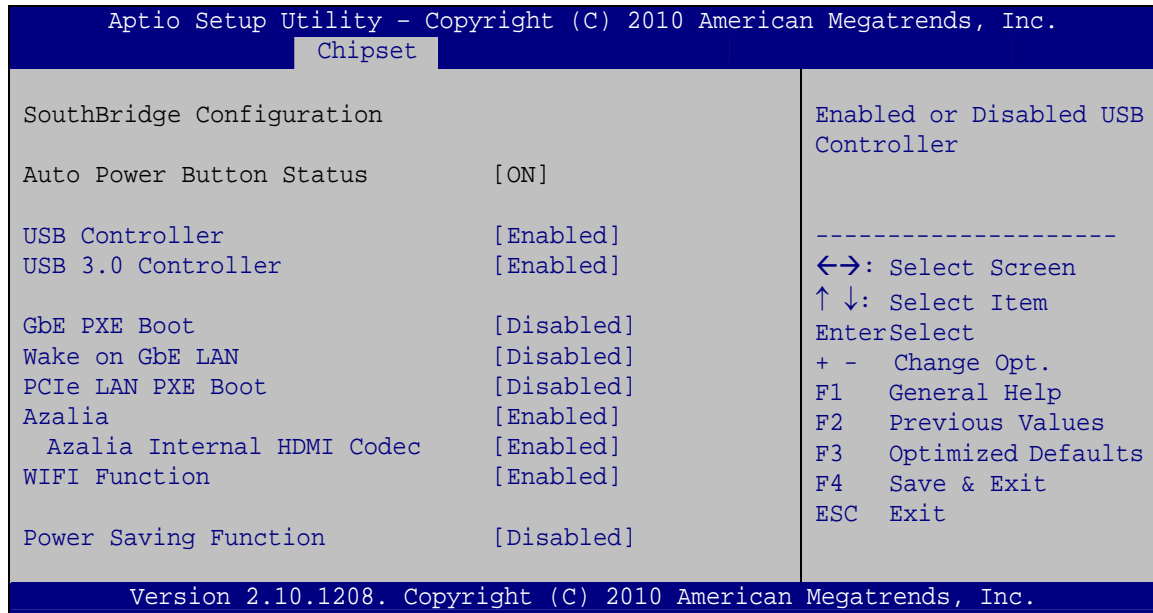 Aptio Setup Utility – Copyright (C) 2010 American Megatrends, Inc.
Chipset
SouthBridge Configuration
Auto Power Button Status [ON]
USB Controller [Enabled]
USB 3.0 Controller [Enabled]
GbE PXE Boot [Disabled]
Wake on GbE LAN [Disabled]
PCIe LAN PXE Boot [Disabled]
Azalia [Enabled]
Azalia Internal HDMI Codec [Enabled]
WIFI Function [Enabled]
Power Saving Function [Disabled]
Enabled or Disabled USB
Controller
---------------------
←→: Select Screen
↑ ↓: Select Item
EnterSelect
+ - Change Opt.
F1 General Help
F2 Previous Values
F3 Optimized Defaults
F4 Save & Exit
ESC Exit
Version 2.10.1208. Copyright (C) 2010 American Megatrends, Inc.